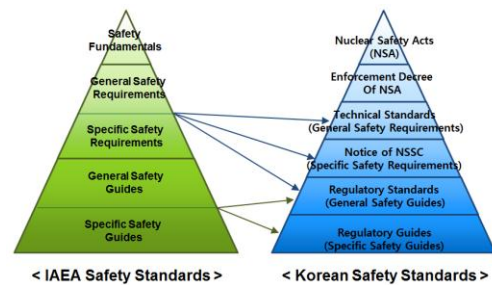 Safety
Fundamentals
General Safety
Requirements
Specific Safety
Requirements
General Safety
Guides
Specific Safety
Guides
< IAEA Safety Standards >
Nuclear Safety Acts
(NSA)
Enforcement Decree
Of NSA
Technical Standards
(General Safety Requirements)
Notice of NSSC
(Specific Safety Requirements)
Regulatory Standards
(General Safety Guides)
Regulatory Guides
(Specific Safety Guides)
< Korean Safety Standards >